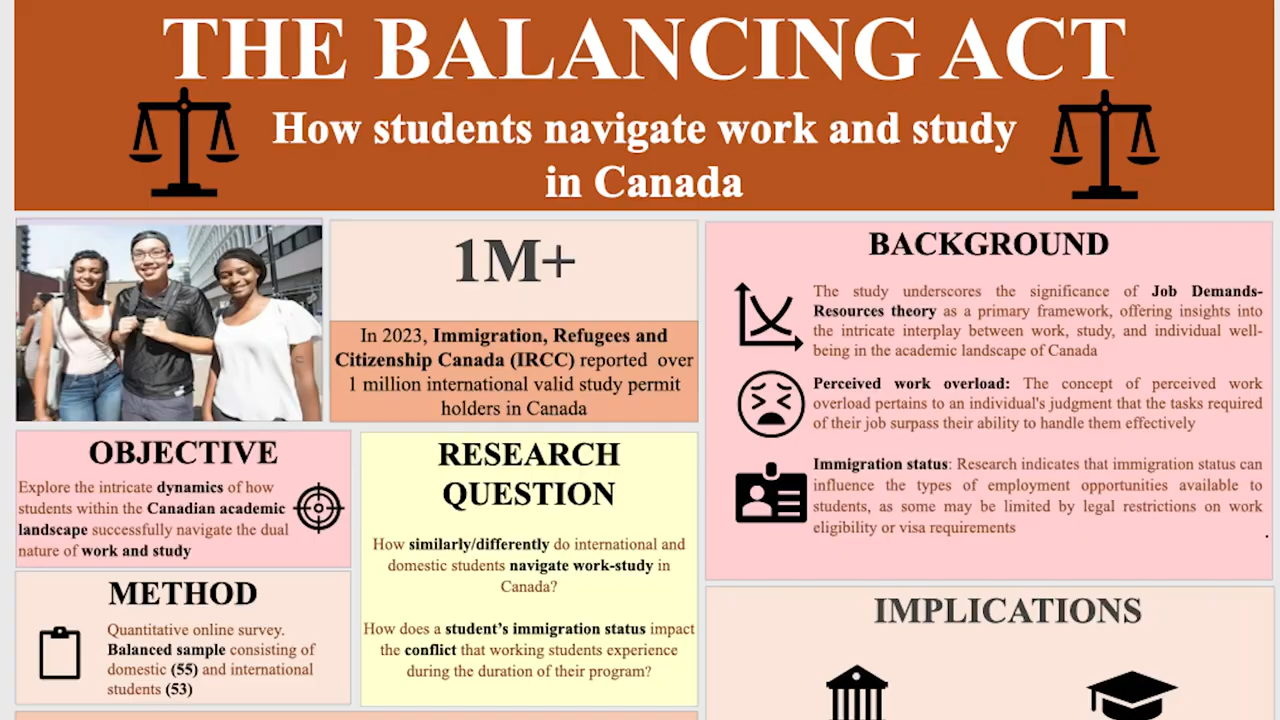 THE BALANCING ACT
How students navigate work and study
in Canada
1M+
In 2023, Immigration, Refugees and
Citizenship Canada (IRCC) reported over
1 million international valid study permit
holders in Canada
OBJECTIVE
Explore the intricate dynamics of how
students within the Canadian academic
landscape successfully navigate the dual
nature of work and study
METHOD
Quantitative online survey.
Balanced sample consisting of
domestic (55) and international
students (53)
RESEARCH
QUESTION
How similarly/differently do international and
domestic students navigate work-study in
Canada?
How does a student's immigration status impact
the conflict that working students experience
during the duration of their program?
BACKGROUND
The study underscores the significance of Job Demands-
Resources theory as a primary framework, offering insights into
the intricate interplay between work, study, and individual well-
being in the academic landscape of Canada
Perceived work overload: The concept of perceived work
overload pertains to an individual's judgment that the tasks required
of their job surpass their ability to handle them effectively
Immigration status: Research indicates that immigration status can
influence the types of employment opportunities available to
students, as some may be limited by legal restrictions on work
eligibility or visa requirements
.
IMPLICATIONS